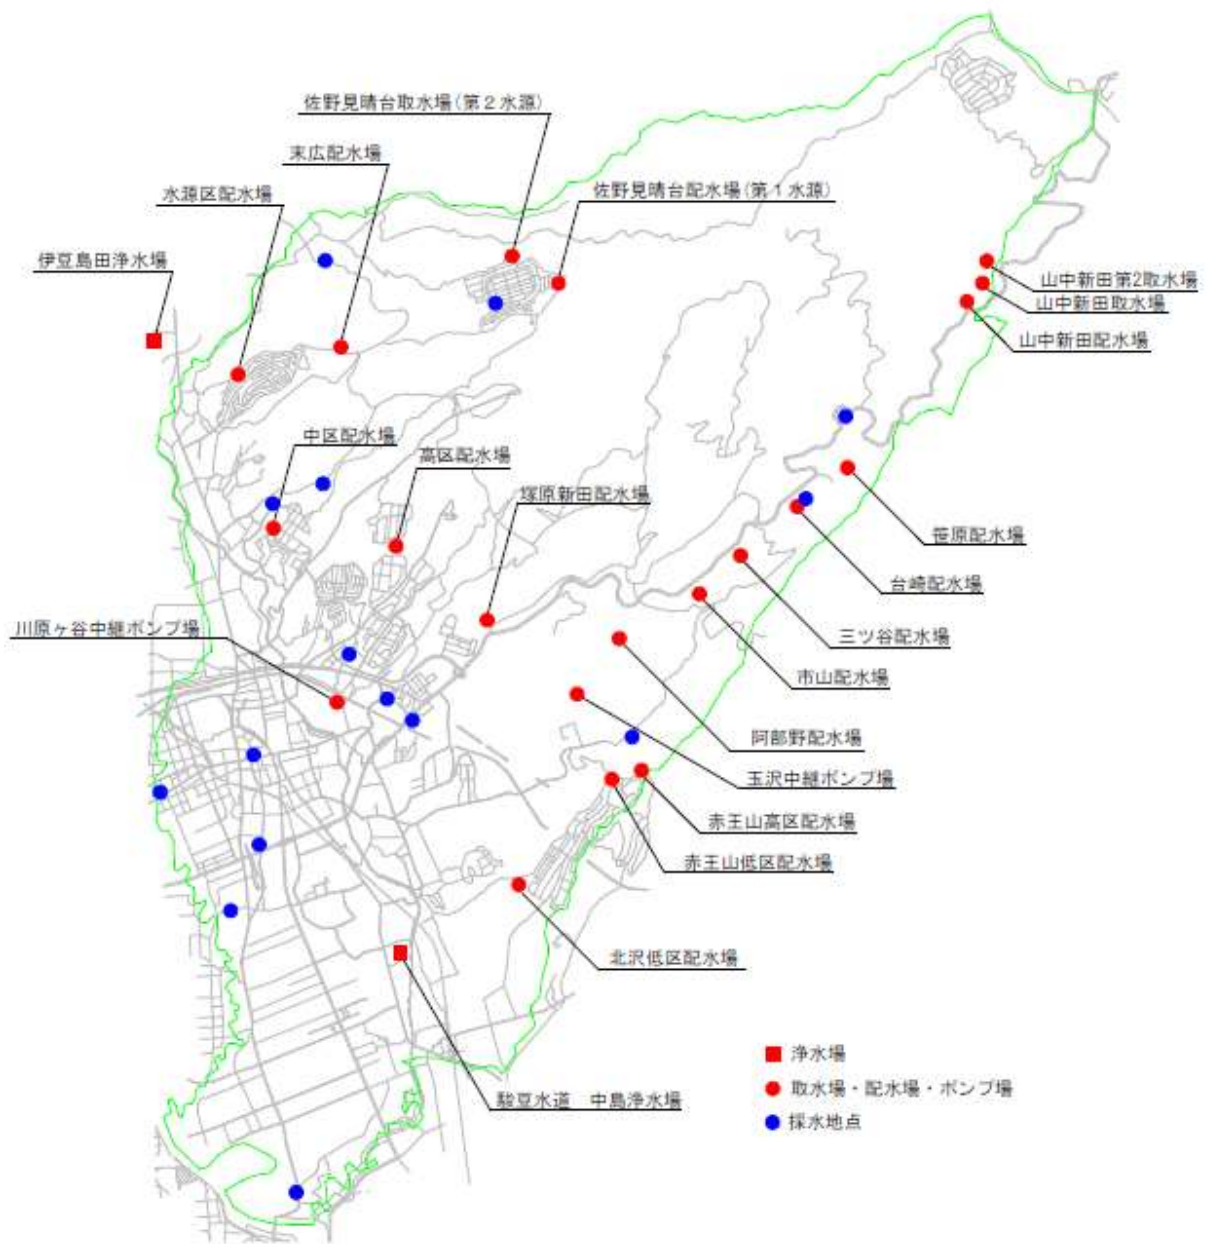 佐野見晴台取水場(第２水源)
末広配水場
水源区配水場
佐野見晴台配水場(第１水源)
伊豆島田浄水場
山中新田第2取水場
山中新田取水場
山中新田配水場
中区配水場
高区配水場
塚原新田配水場
笹原配水場
台崎配水場
川原ヶ谷中継ポンプ場
三ツ谷配水場
市山配水場
阿部野配水場
玉沢中継ポンプ場
赤王山高区配水場
赤王山低区配水場
北沢低区配水場
浄水場
取水場・配水場・ポンプ場
駿豆水道　中島浄水場
採水地点